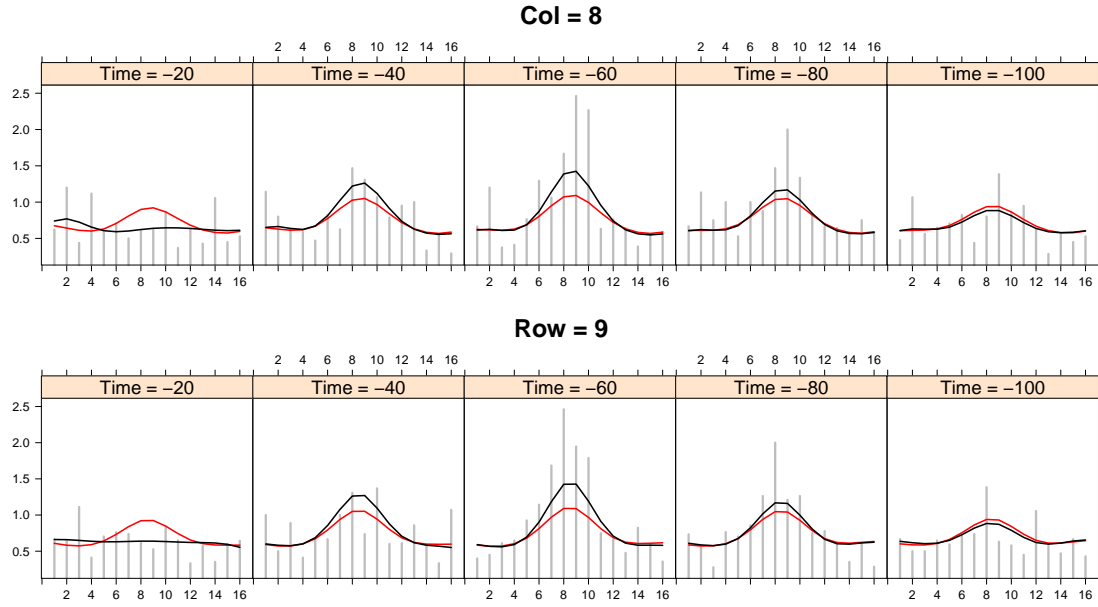 Col = 8
2 4 6 8 10 12 14 16 2 4 6 8 10 12 14 16
Time = −20 Time = −40 Time = −60 Time = −80 Time = −100
2.5
2.0
1.5
1.0
0.5
2 4 6 8 10 12 14 16 2 4 6 8 10 12 14 16 2 4 6 8 10 12 14 16
Row = 9
2 4 6 8 10 12 14 16 2 4 6 8 10 12 14 16
Time = −20 Time = −40 Time = −60 Time = −80 Time = −100
2.5
2.0
1.5
1.0
0.5
2 4 6 8 10 12 14 16 2 4 6 8 10 12 14 16 2 4 6 8 10 12 14 16